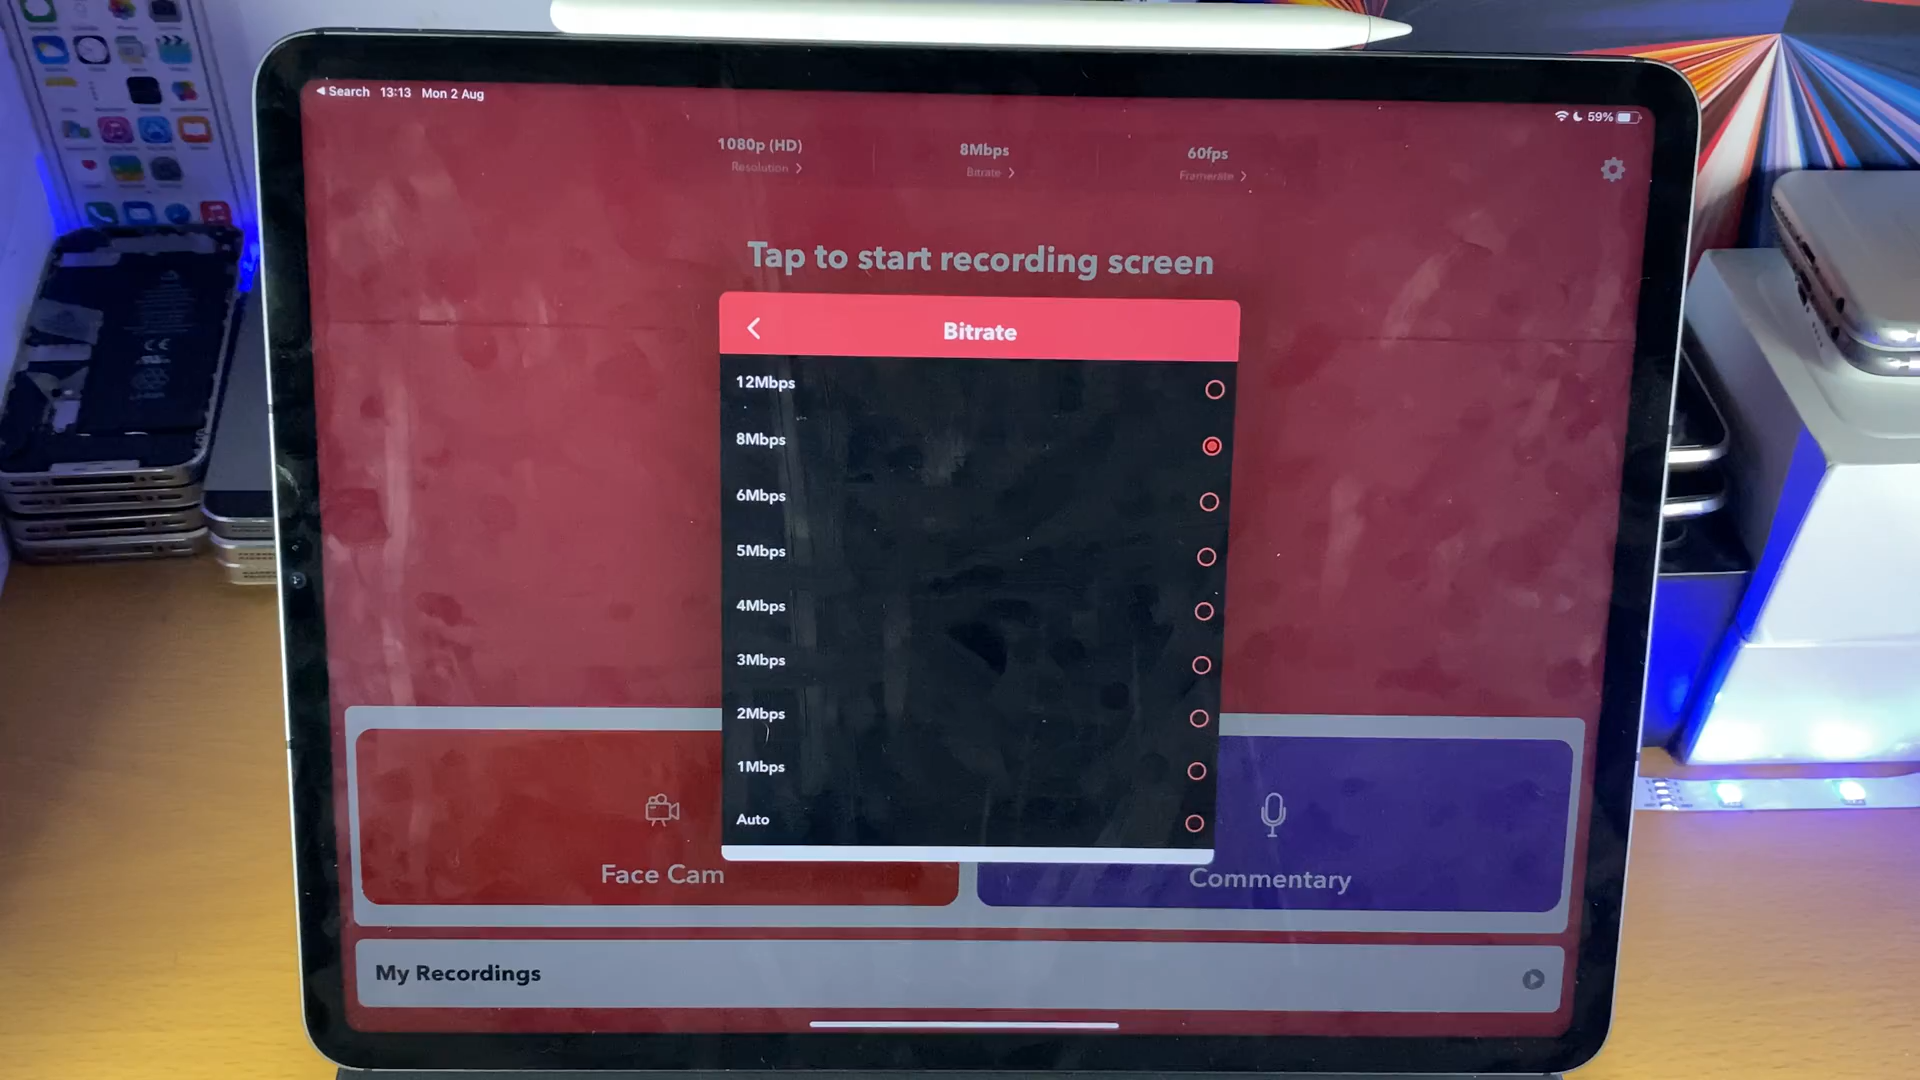 Search 13:13 Mon 2 Aug
59%
1080p (HD)
Resolution
8Mbps
Bitrate
60fps
Framerate
Tap to start recording screen
Bitrate
12Mbps
8Mbps
6Mbps
5Mbps
4Mbps
3Mbps
2Mbps
1Mbps
Auto
Face Cam
Commentary
My Recordings